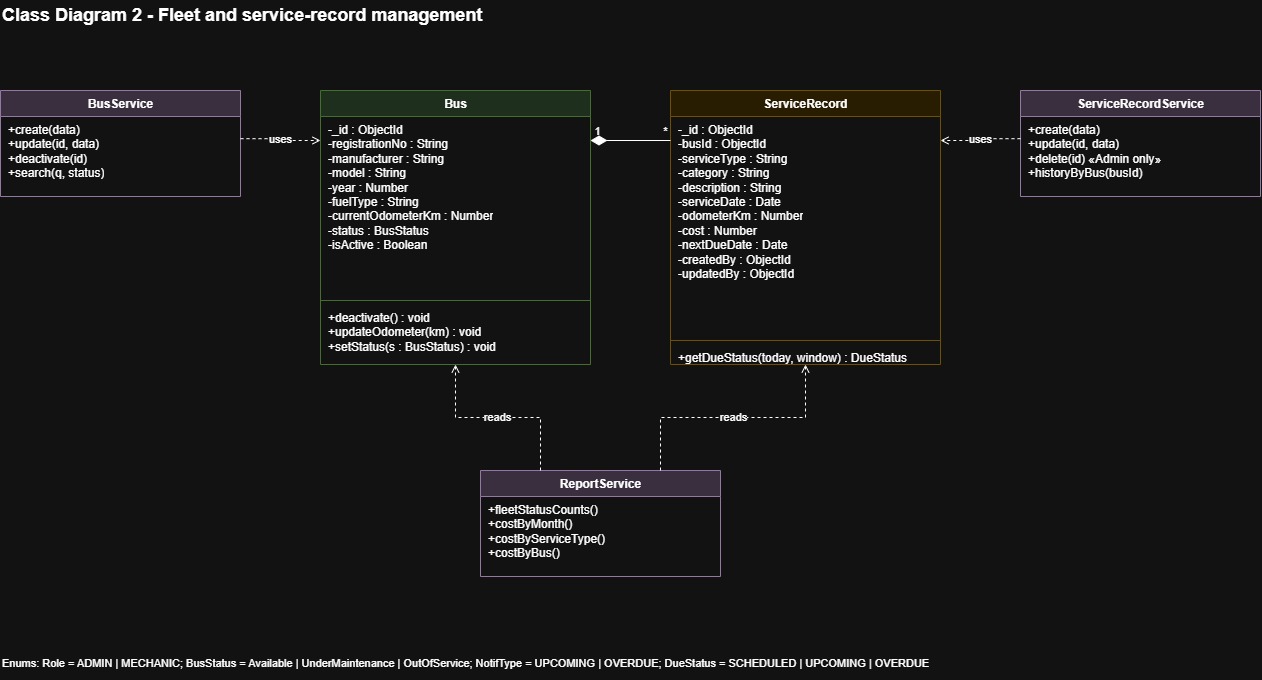 Class Diagram 2 - Fleet and service-record management
BusService
+create(data)
+update(id, data)
+deactivate(id)
+search(q, status)
uses
Bus
-_id : ObjectId
-registrationNo : String
-manufacturer : String
-model : String
-year : Number
-fuelType : String
-currentOdometerKm : Number
-status : BusStatus
-isActive : Boolean
+deactivate() : void
+updateOdometer(km) : void
+setStatus(s : BusStatus) : void
1
*
ServiceRecord
-_id : ObjectId
-busId : ObjectId
-serviceType : String
-category : String
-description : String
-serviceDate : Date
-odometerKm : Number
-cost : Number
-nextDueDate : Date
-createdBy : ObjectId
-updatedBy : ObjectId
+getDueStatus(today, window) : DueStatus
uses
ServiceRecordService
+create(data)
+update(id, data)
+delete(id) «Admin only»
+historyByBus(busId)
reads
reads
ReportService
+fleetStatusCounts()
+costByMonth()
+costByServiceType()
+costByBus()
Enums: Role = ADMIN | MECHANIC; BusStatus = Available | UnderMaintenance | OutOfService; NotifType = UPCOMING | OVERDUE; DueStatus = SCHEDULED | UPCOMING | OVERDUE